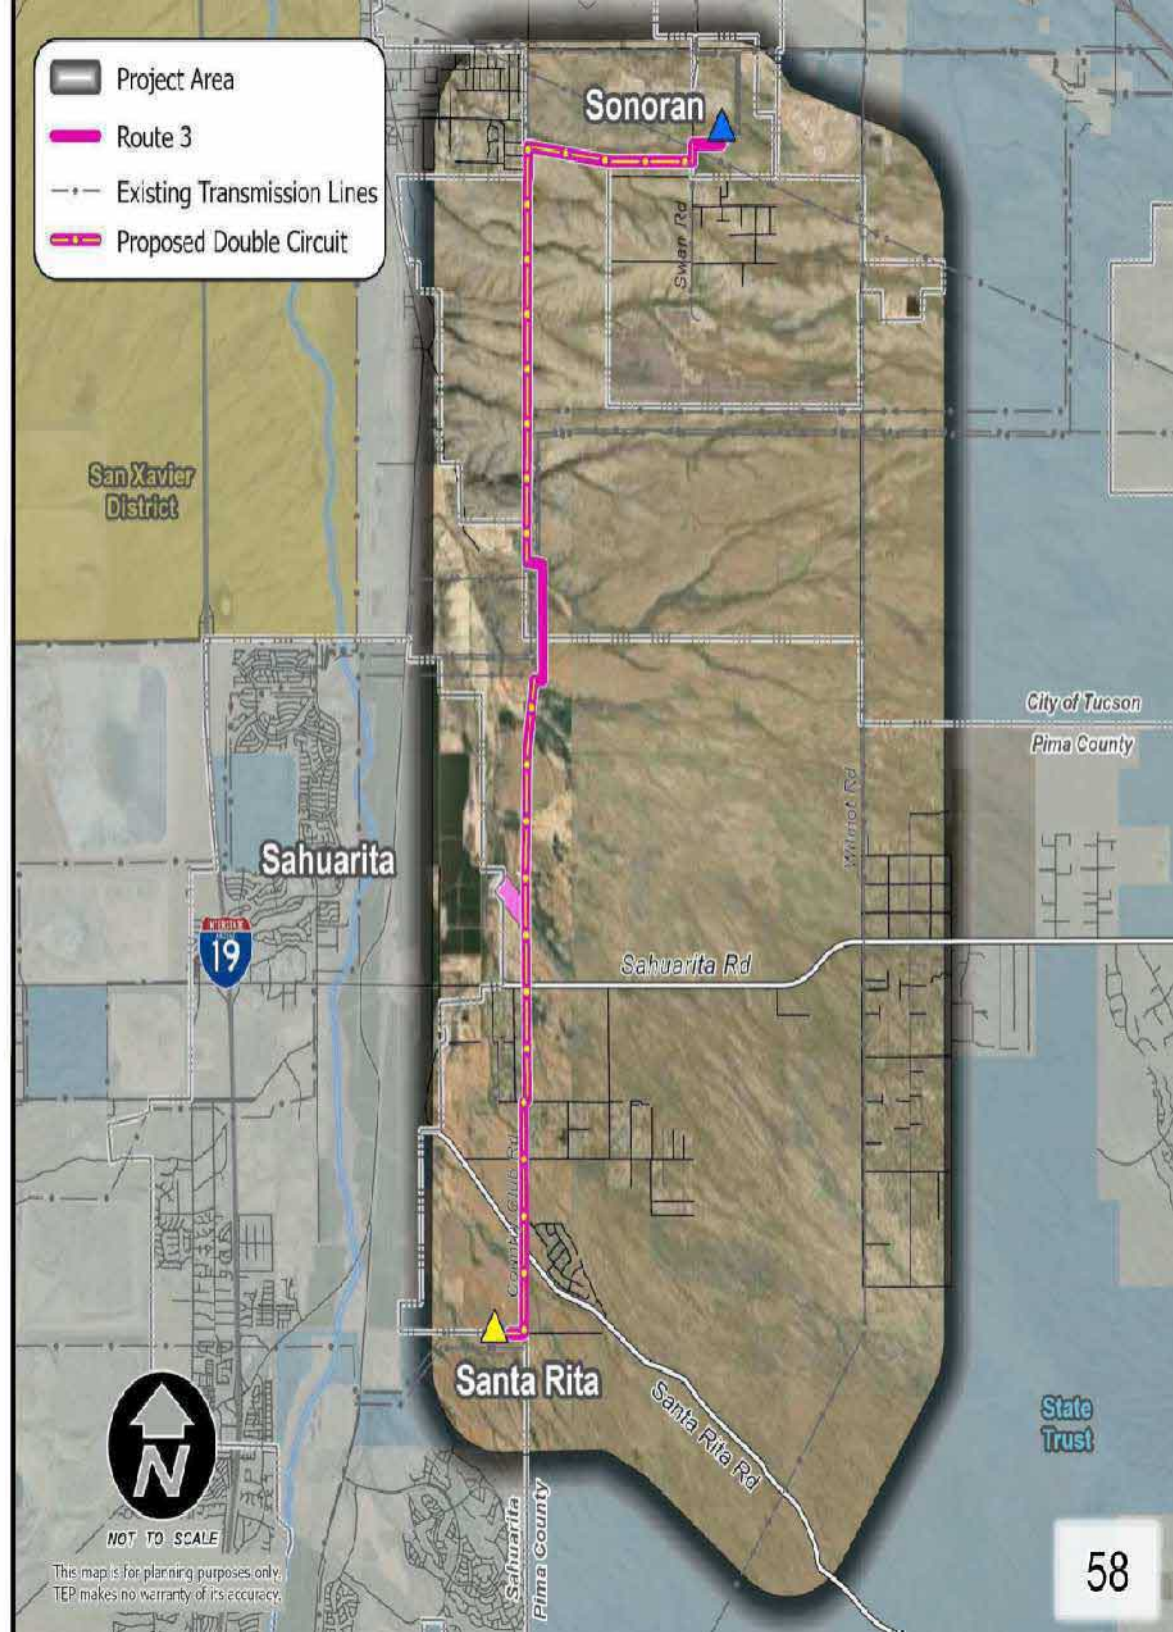 Project Area
Route 3
Existing Transmission Lines
Proposed Double Circuit
Sonoran
Swan Rd
San Xavier
District
City of Tucson
Pima County
Wilmot Rd
Sahuarita
INTERSTATE
19
Sahuarita Rd
Country Club Rd
Santa Rita
Santa Rita Rd
State
Trust
N
NOT TO SCALE
This map is for planning purposes only.
TEP makes no warranty of its accuracy.
Sahuarita
Pima County
58